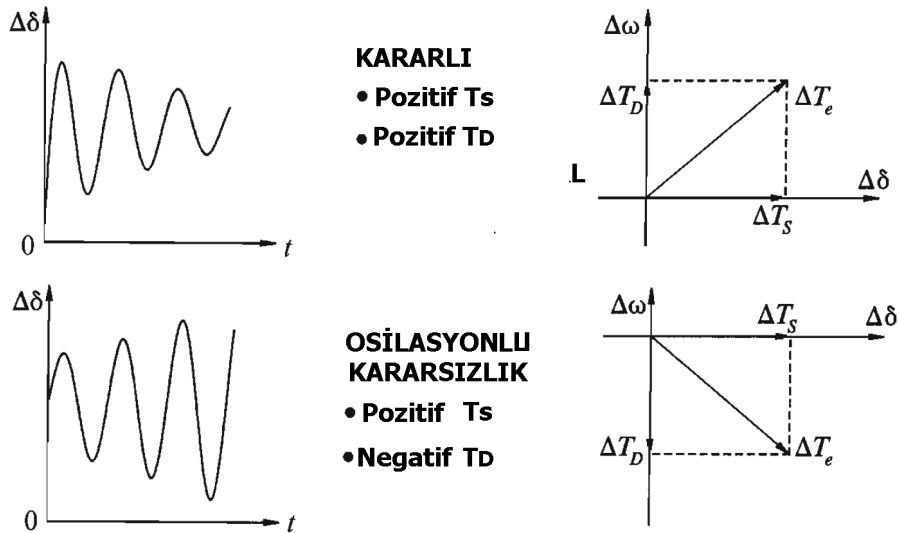 Δδ
0
t
KARARLI
• Pozitif Ts
• Pozitif TD
L
Δω
ΔT_D
ΔT_e
ΔT_S
Δδ
Δδ
0
t
OSİLASYONLU
KARARSIZLIK
• Pozitif Ts
• Negatif TD
Δω
ΔT_S
Δδ
ΔT_D
ΔT_e